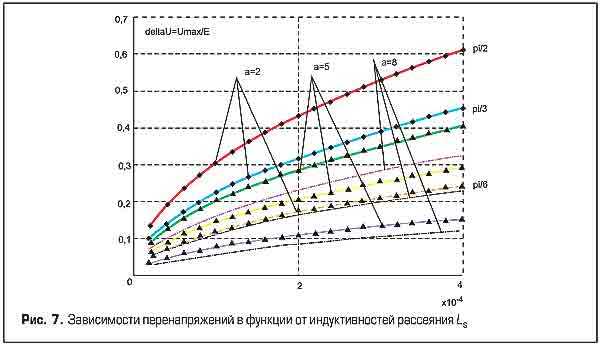 deltaU=Umax/E
0,7
0,6
0,5
0,4
0,3
0,2
0,1
0
2
4
x10⁻⁴
a=2
a=5
a=8
pi/2
pi/3
pi/6
Рис. 7. Зависимости перенапряжений в функции от индуктивностей рассеяния Ls